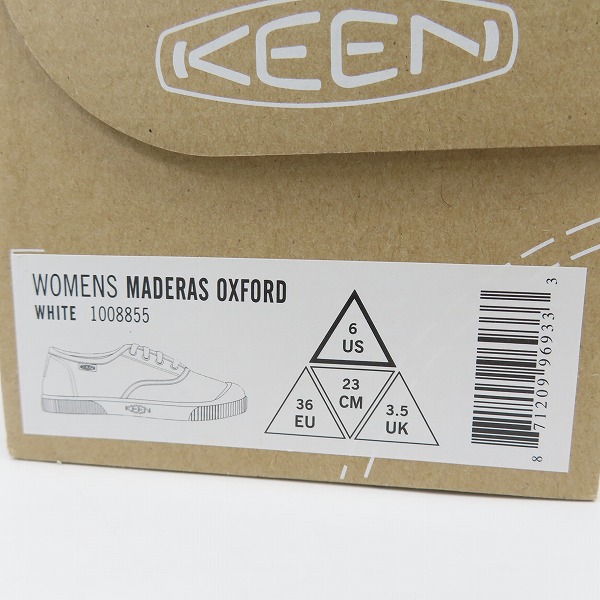 KEEN
WOMENS MADERAS OXFORD
WHITE 1008855
KEEN
6
US
36
EU
23
CM
3.5
UK
8 71209 96933 3